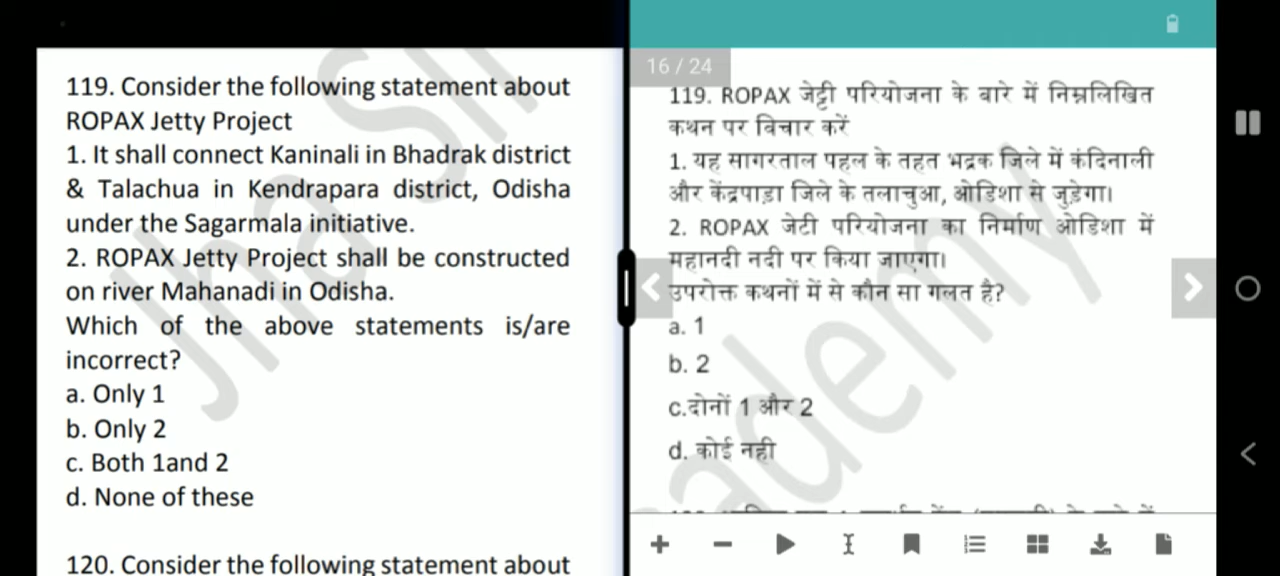 119. Consider the following statement about
ROPAX Jetty Project
1. It shall connect Kaninali in Bhadrak district
& Talachua in Kendrapara district, Odisha
under the Sagarmala initiative.
2. ROPAX Jetty Project shall be constructed
on river Mahanadi in Odisha.
Which of the above statements is/are
incorrect?
a. Only 1
b. Only 2
c. Both 1and 2
d. None of these
120. Consider the following statement about
16 / 24
119. ROPAX जेट्टी परियोजना के बारे में निम्नलिखित
कथन पर विचार करें
1. यह सागरताल पहल के तहत भद्रक जिले में कंदिनाली
और केंद्रपाड़ा जिले के तलाचुआ, ओडिशा से जुड़ेगा।
2. ROPAX जेटी परियोजना का निर्माण ओडिशा में
महानदी नदी पर किया जाएगा।
उपरोक्त कथनों में से कौन सा गलत है?
a. 1
b. 2
c.दोनों 1 और 2
d. कोई नही